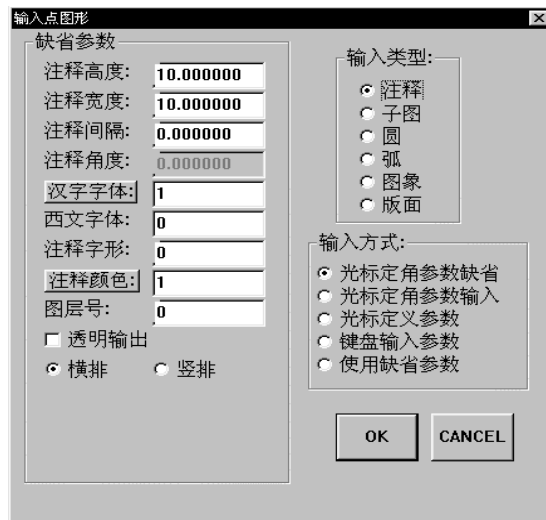 输入点图形
缺省参数
注释高度: 10.000000
注释宽度: 10.000000
注释间隔: 0.000000
注释角度: 0.000000
汉字字体: 1
西文字体: 0
注释字形: 0
注释颜色: 1
图层号: 0
透明输出
横排 竖排
输入类型:
注释
子图
圆
弧
图象
版面
输入方式:
光标定角参数缺省
光标定角参数输入
光标定义参数
键盘输入参数
使用缺省参数
OK CANCEL